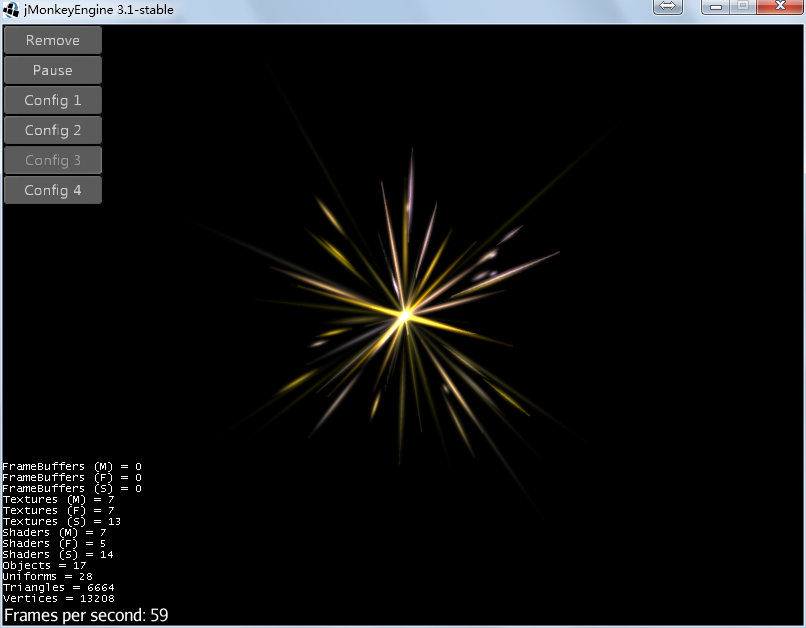 jMonkeyEngine 3.1-stable
Remove
Pause
Config 1
Config 2
Config 3
Config 4
FrameBuffers (M) = 0
FrameBuffers (F) = 0
FrameBuffers (S) = 0
Textures (M) = 7
Textures (F) = 7
Textures (S) = 13
Shaders (M) = 7
Shaders (F) = 5
Shaders (S) = 14
Objects = 17
Uniforms = 28
Triangles = 6664
Vertices = 13208
Frames per second: 59